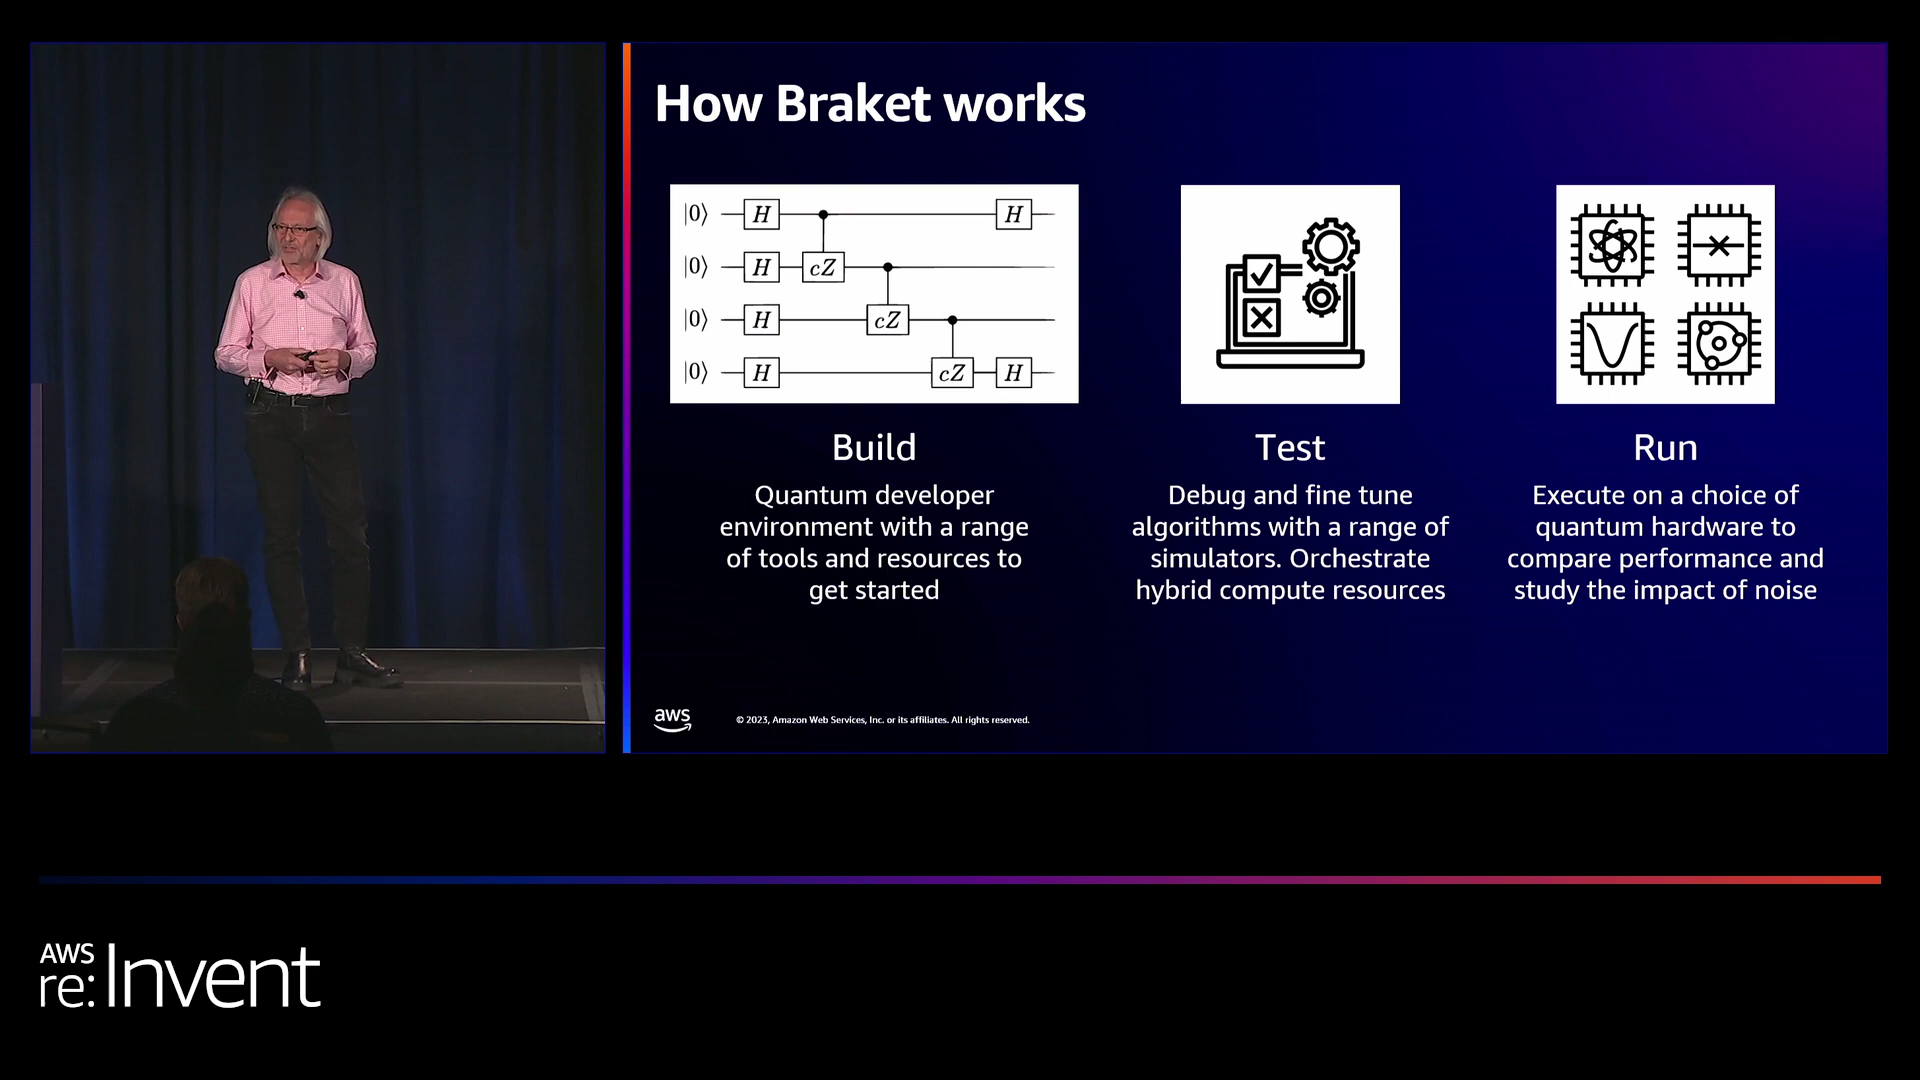 How Braket works
|0⟩ H H
|0⟩ H cZ
|0⟩ H cZ
|0⟩ H cZ H
Build
Quantum developer
environment with a range
of tools and resources to
get started
Test
Debug and fine tune
algorithms with a range of
simulators. Orchestrate
hybrid compute resources
Run
Execute on a choice of
quantum hardware to
compare performance and
study the impact of noise
aws
© 2023, Amazon Web Services, Inc. or its affiliates. All rights reserved.
AWS
re:Invent